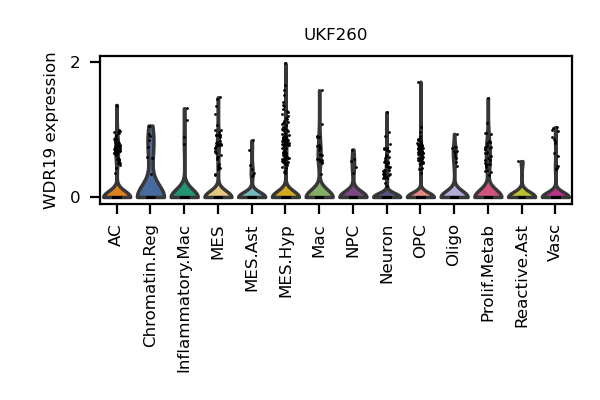 UKF260
WDR19 expression
2
0
AC
Chromatin.Reg
Inflammatory.Mac
MES
MES.Ast
MES.Hyp
Mac
NPC
Neuron
OPC
Oligo
Prolif.Metab
Reactive.Ast
Vasc